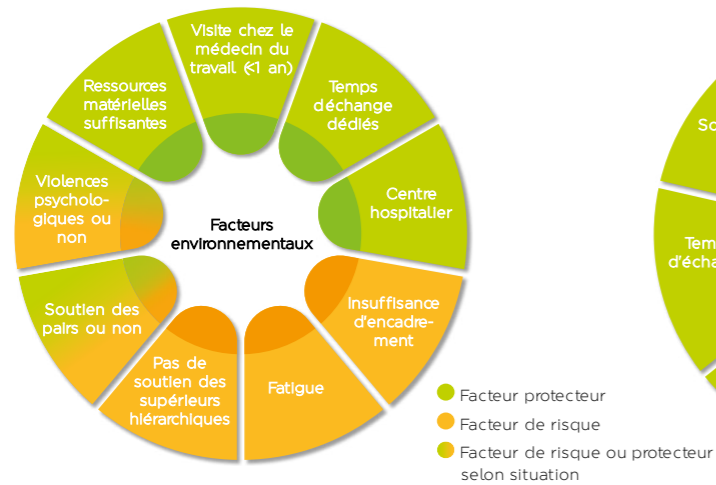 Visite chez le
médecin du
travail (<1 an)
Temps
déchange
dédiés
Centre
hospitalier
Insuffisance
d'encadre-
ment
Fatigue
Pas de
soutien des
supérieurs
hiérarchiques
Soutien des
pairs ou non
Violences
psycholo-
giques ou
non
Ressources
matérielles
suffisantes
Facteurs
environnementaux
Facteur protecteur
Facteur de risque
Facteur de risque ou protecteur
selon situation